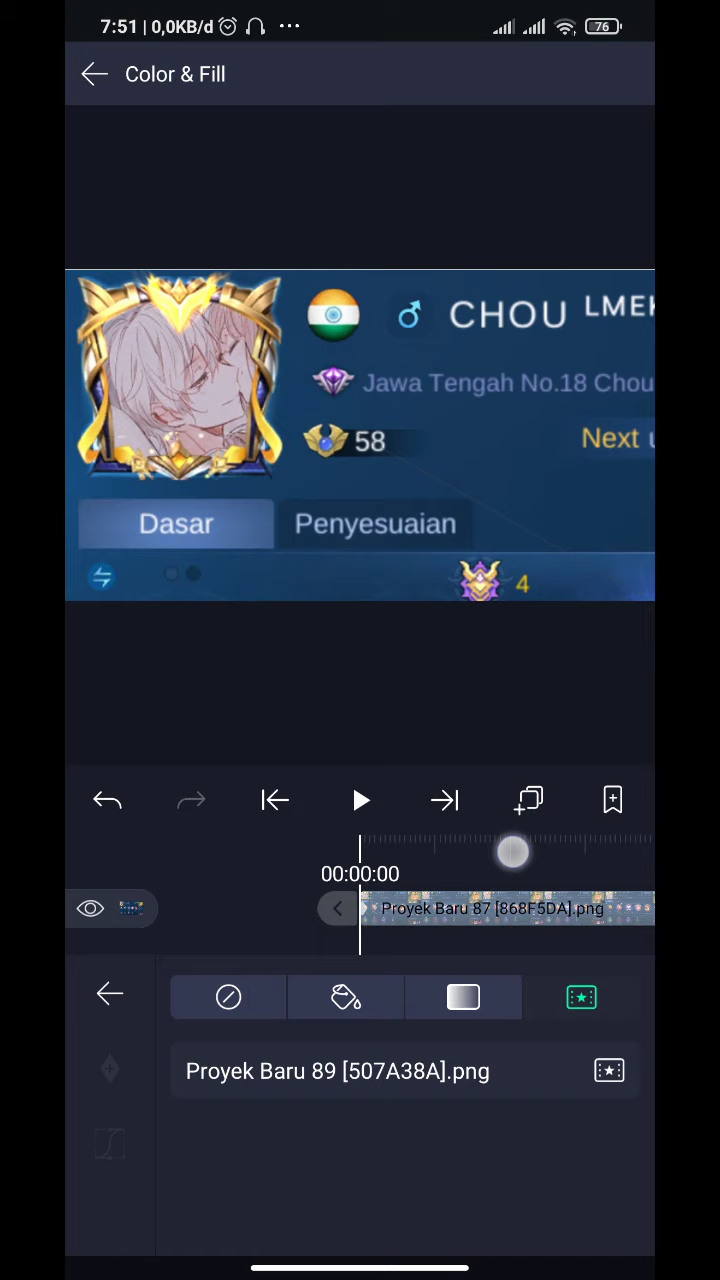 7:51 | 0,0KB/d
76
Color & Fill
CHOU LMEK
Jawa Tengah No.18 Chou
58
Next
Dasar
Penyesuaian
4
00:00:00
Proyek Baru 87 [868F5DA].png
Proyek Baru 89 [507A38A].png